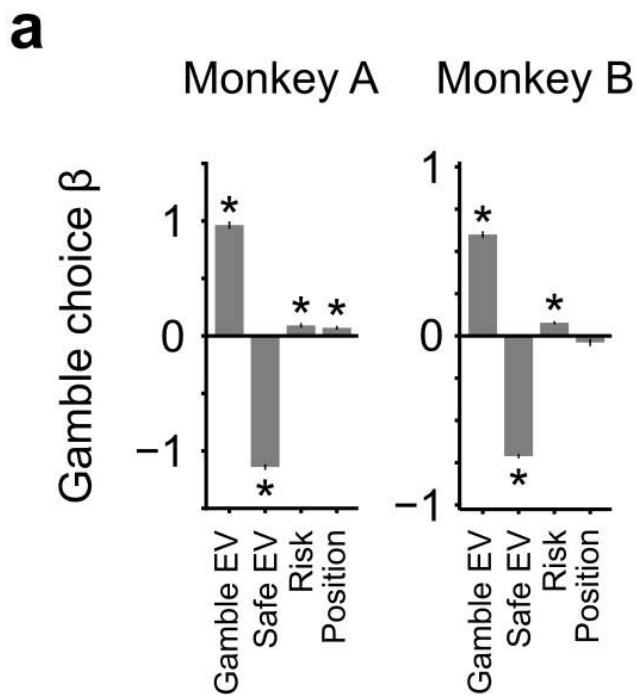 a
Monkey A
Monkey B
Gamble choice β
1
0
−1
1
0
−1
*
*
*
*
*
*
*
Gamble EV
Safe EV
Risk
Position
Gamble EV
Safe EV
Risk
Position